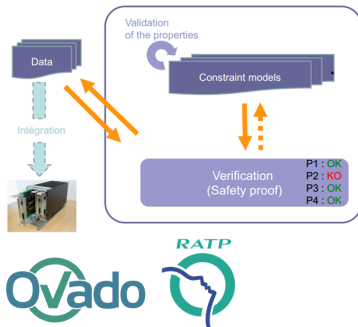 Validation
of the properties
Data
Constraint models
Intégration
Verification
(Safety proof)
P1 : OK
P2 : KO
P3 : OK
P4 : OK
RATP
Ovado